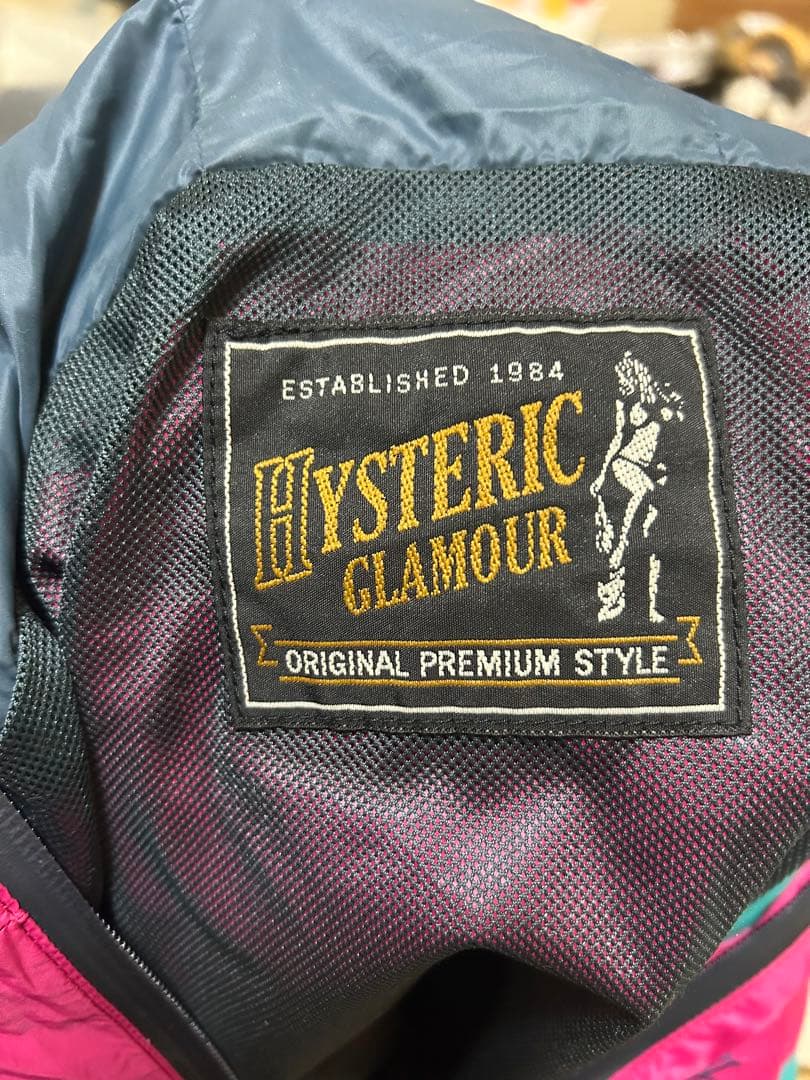 ESTABLISHED 1984
HYSTERIC
GLAMOUR
ORIGINAL PREMIUM STYLE